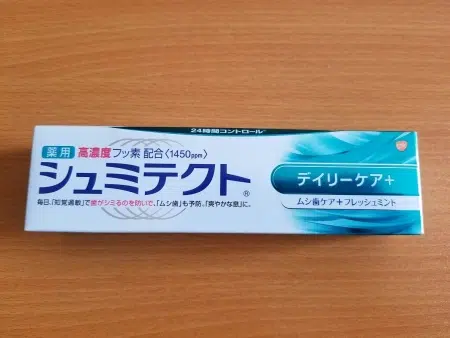 24時間コントロール*
薬用 高濃度フッ素 配合〈1450ppm〉
シュミテクト®
毎日、「知覚過敏」で歯がシミるのを防いで、「ムシ歯」も予防。「爽やかな息」に。
デイリーケア+
ムシ歯ケア+フレッシュミント